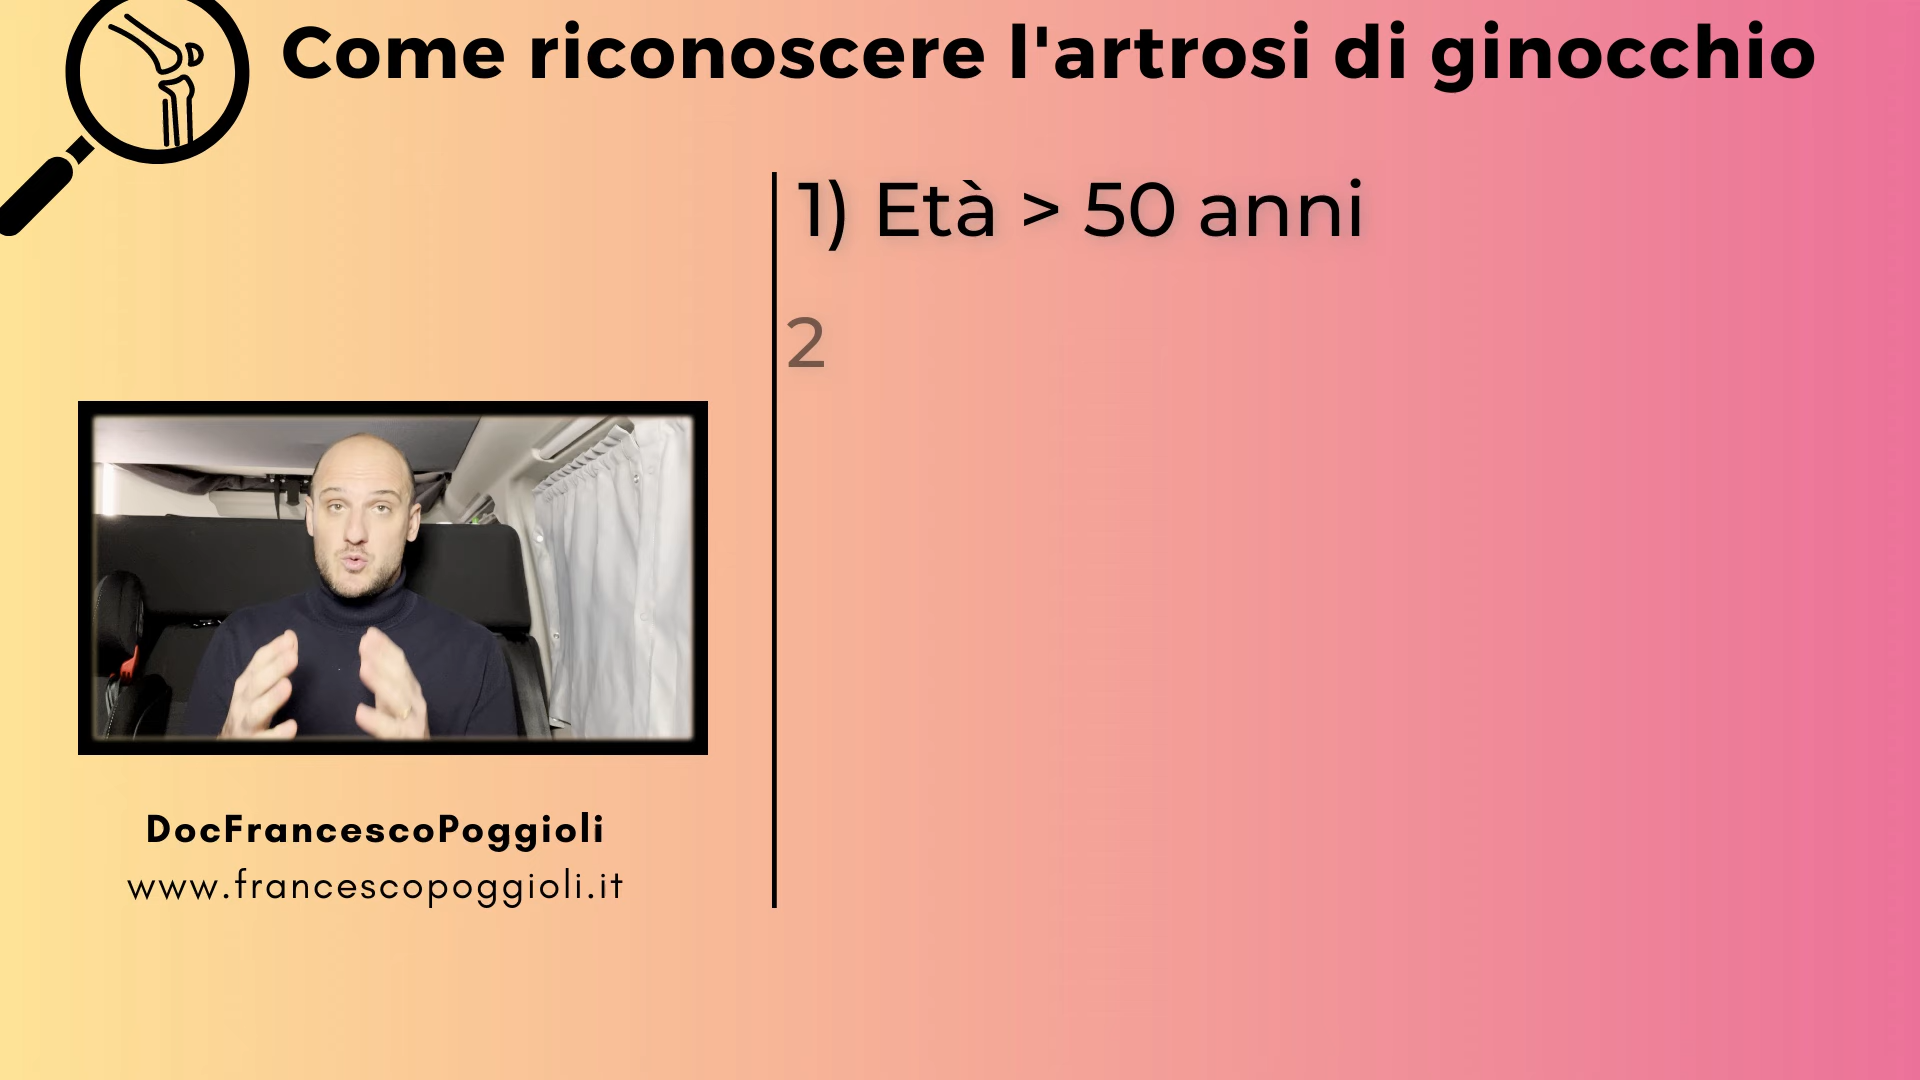 Come riconoscere l'artrosi di ginocchio
1) Età > 50 anni
2
DocFrancescoPoggioli
www.francescopoggioli.it